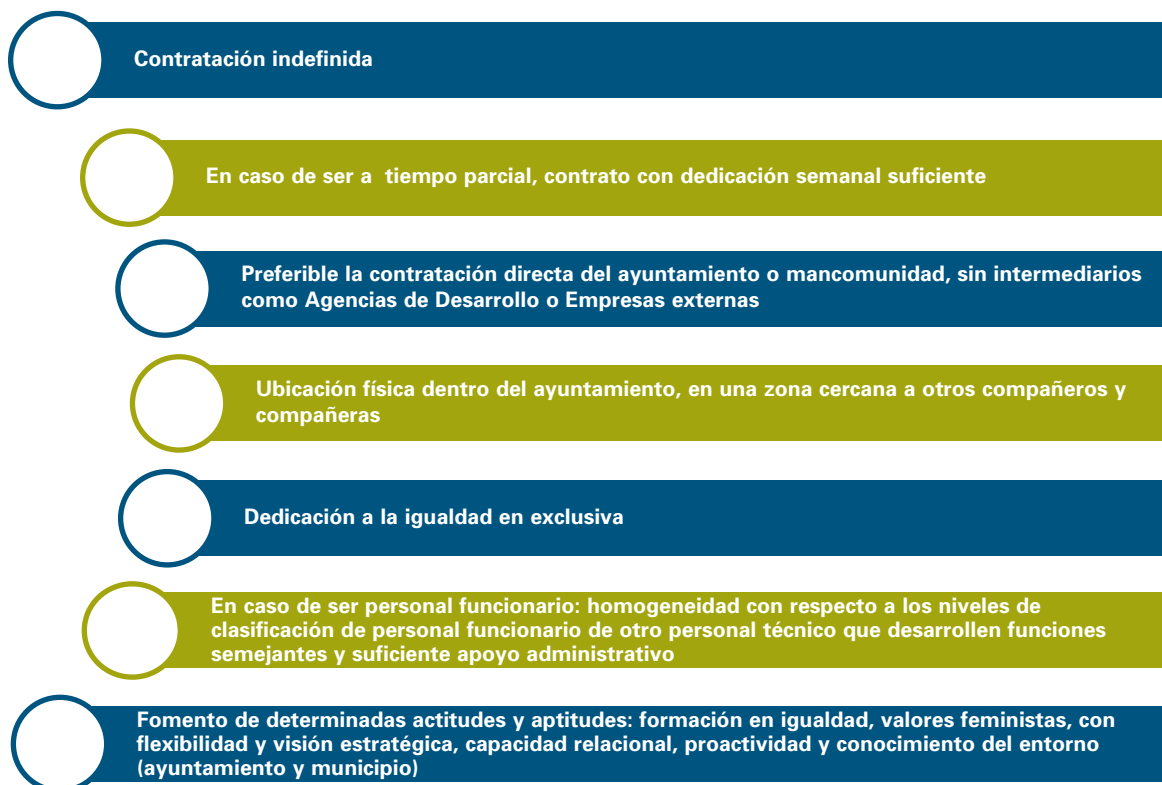 Contratación indefinida
En caso de ser a  tiempo parcial, contrato con dedicación semanal suficiente
Preferible la contratación directa del ayuntamiento o mancomunidad, sin intermediarios
como Agencias de Desarrollo o Empresas externas
Ubicación física dentro del ayuntamiento, en una zona cercana a otros compañeros y
compañeras
Dedicación a la igualdad en exclusiva
En caso de ser personal funcionario: homogeneidad con respecto a los niveles de
clasificación de personal funcionario de otro personal técnico que desarrollen funciones
semejantes y suficiente apoyo administrativo
Fomento de determinadas actitudes y aptitudes: formación en igualdad, valores feministas, con
flexibilidad y visión estratégica, capacidad relacional, proactividad y conocimiento del entorno
(ayuntamiento y municipio)